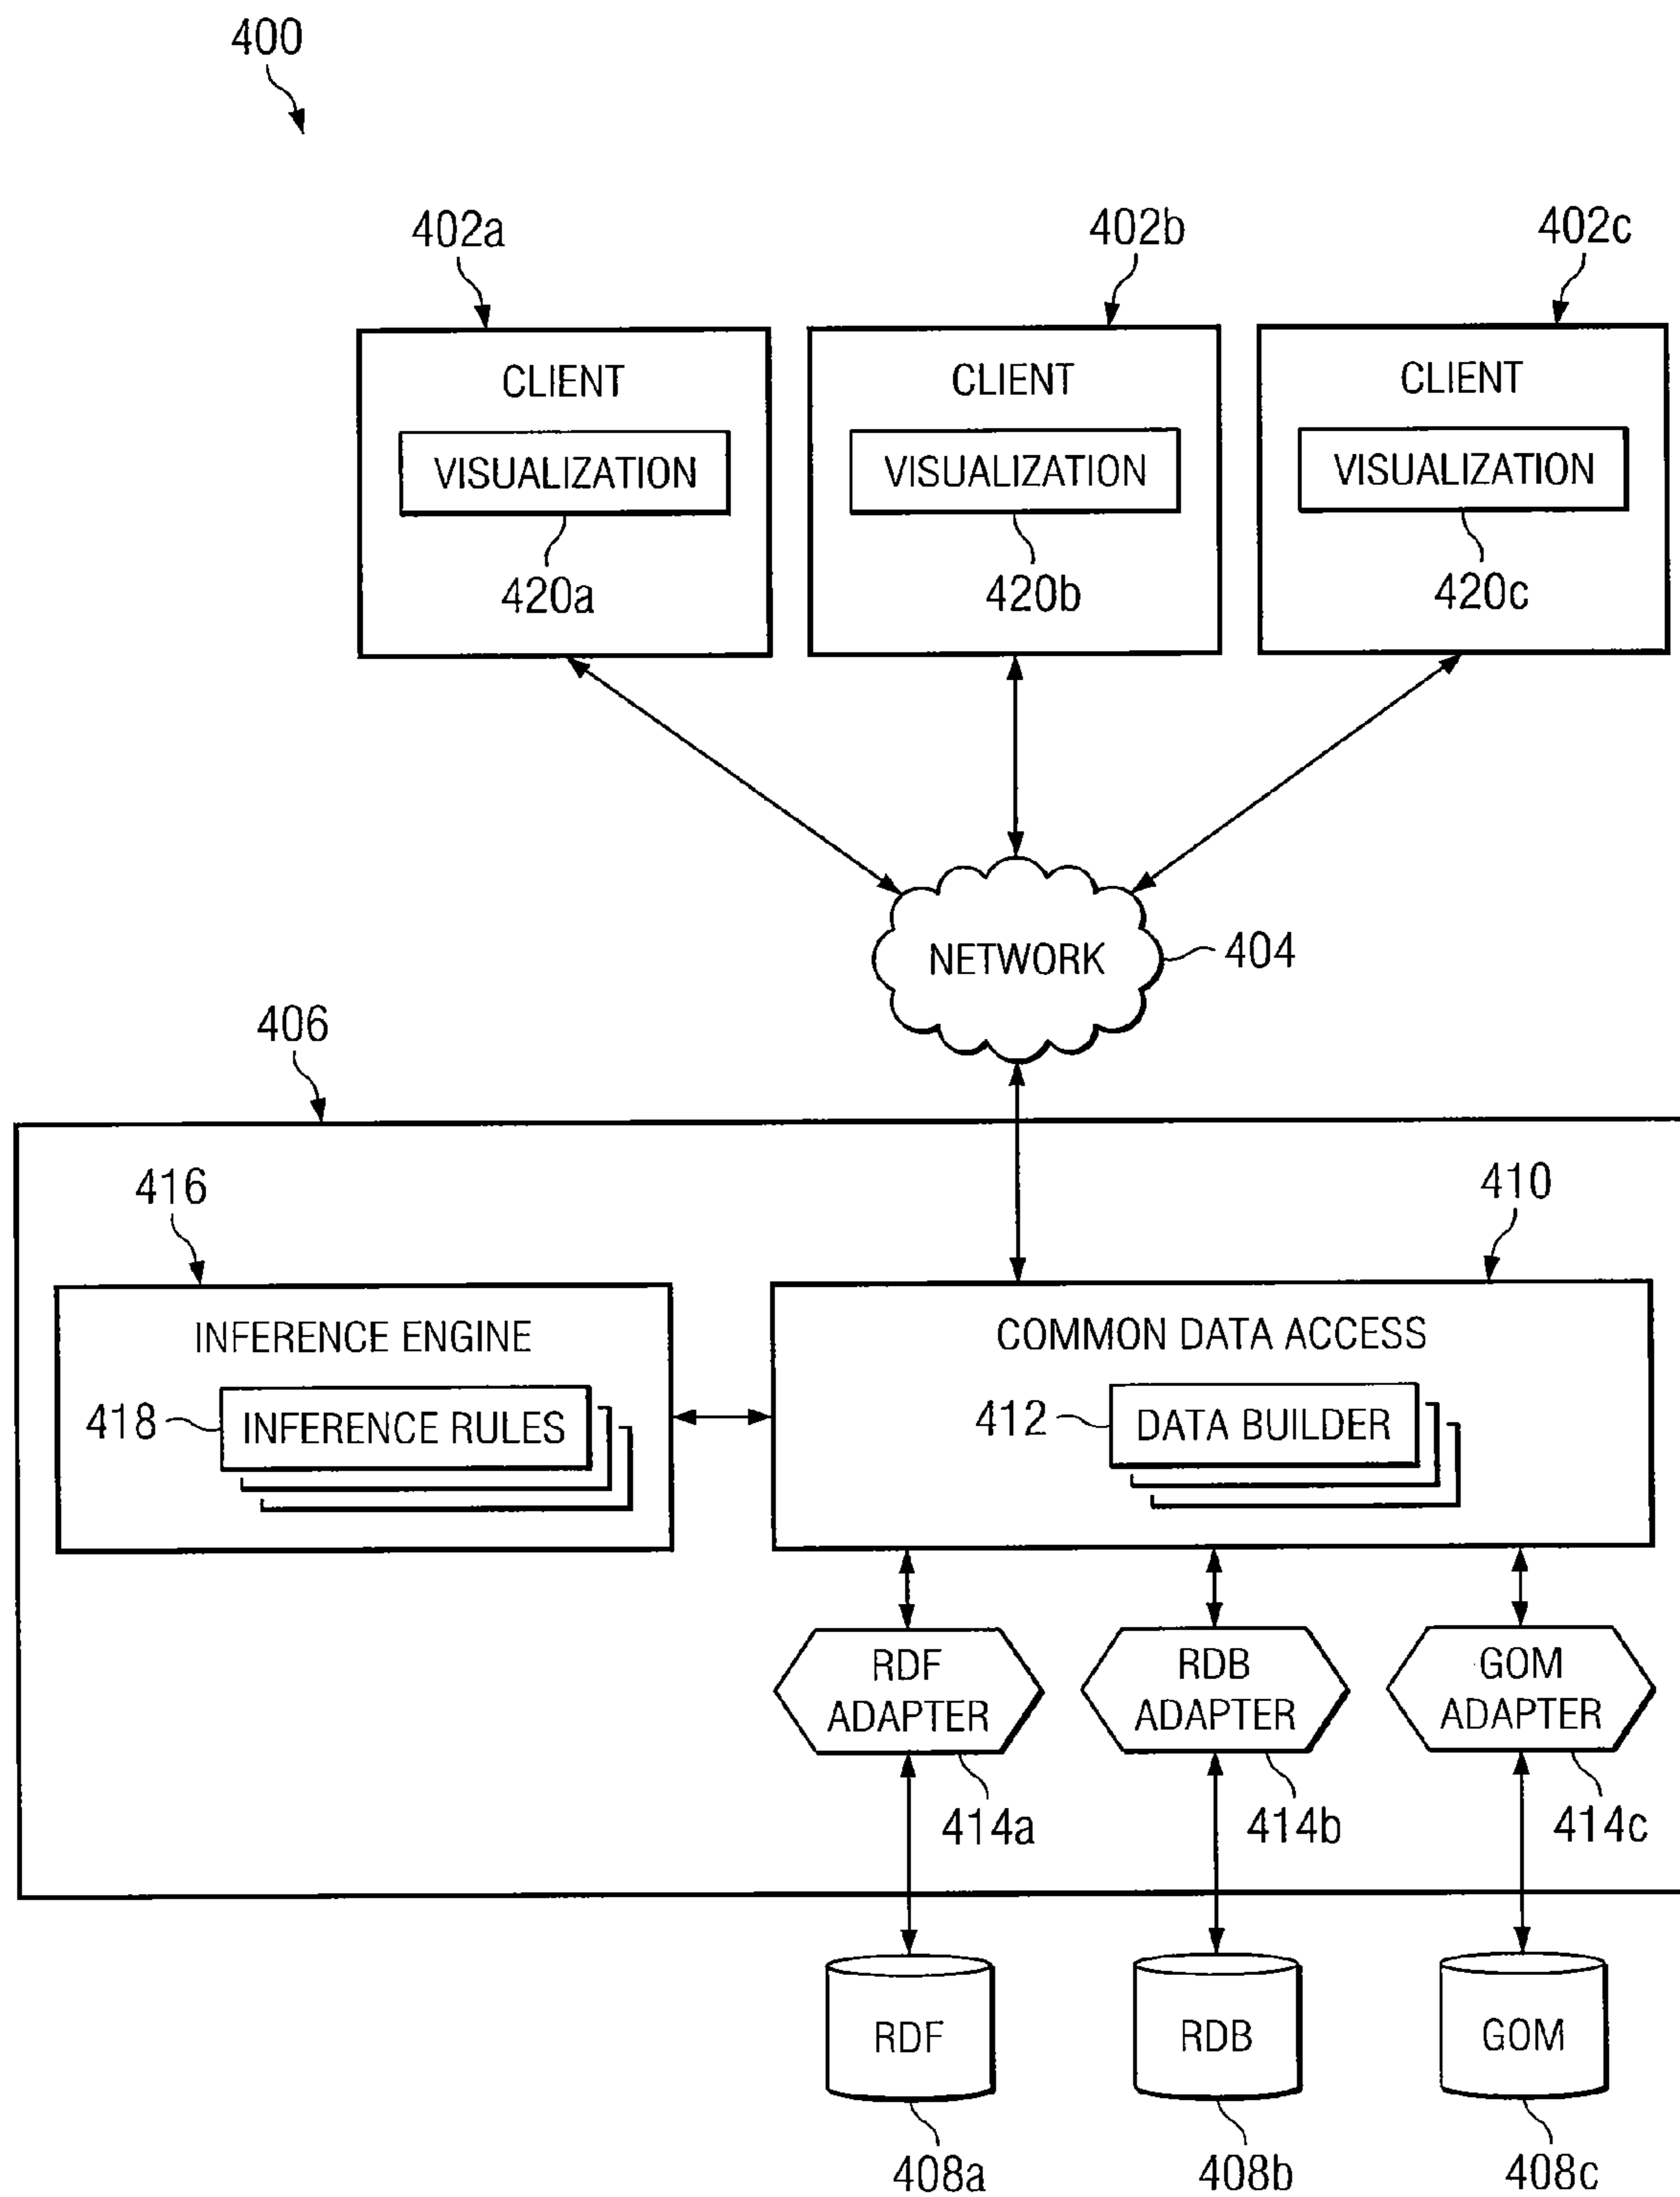 400
402a
402b
402c
CLIENT
CLIENT
CLIENT
VISUALIZATION
VISUALIZATION
VISUALIZATION
420a
420b
420c
NETWORK
404
406
416
410
INFERENCE ENGINE
COMMON DATA ACCESS
418
INFERENCE RULES
412
DATA BUILDER
RDF
ADAPTER
RDB
ADAPTER
GOM
ADAPTER
414a
414b
414c
RDF
RDB
GOM
408a
408b
408c